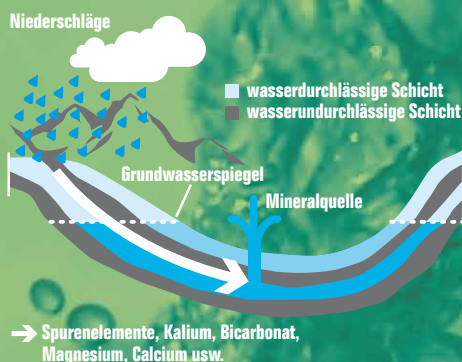 Niederschläge
wasserdurchlässige Schicht
wasserundurchlässige Schicht
Grundwasserspiegel
Mineralquelle
Spurenelemente, Kalium, Bicarbonat,
Magnesium, Calcium usw.